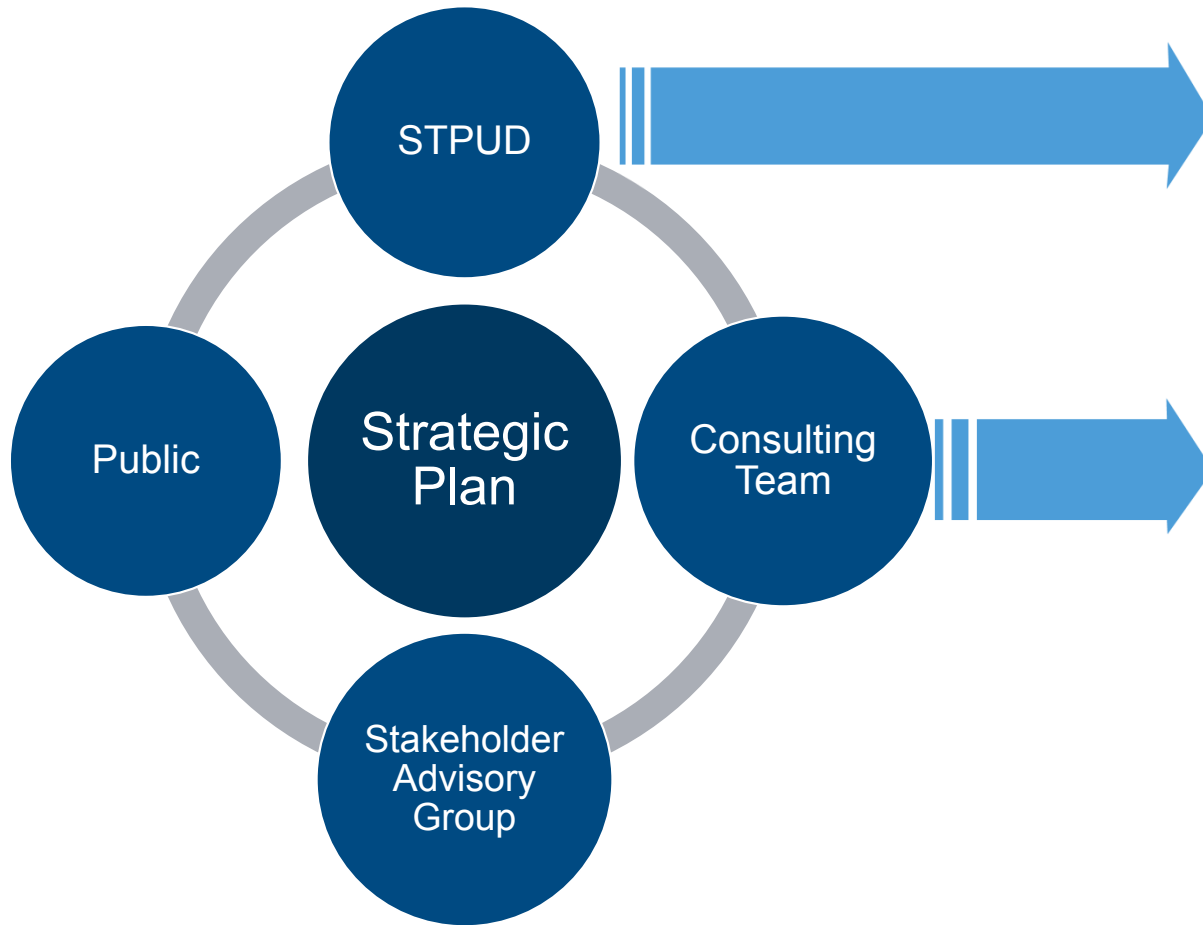 STPUD
Public
Strategic
Plan
Consulting
Team
Stakeholder
Advisory
Group